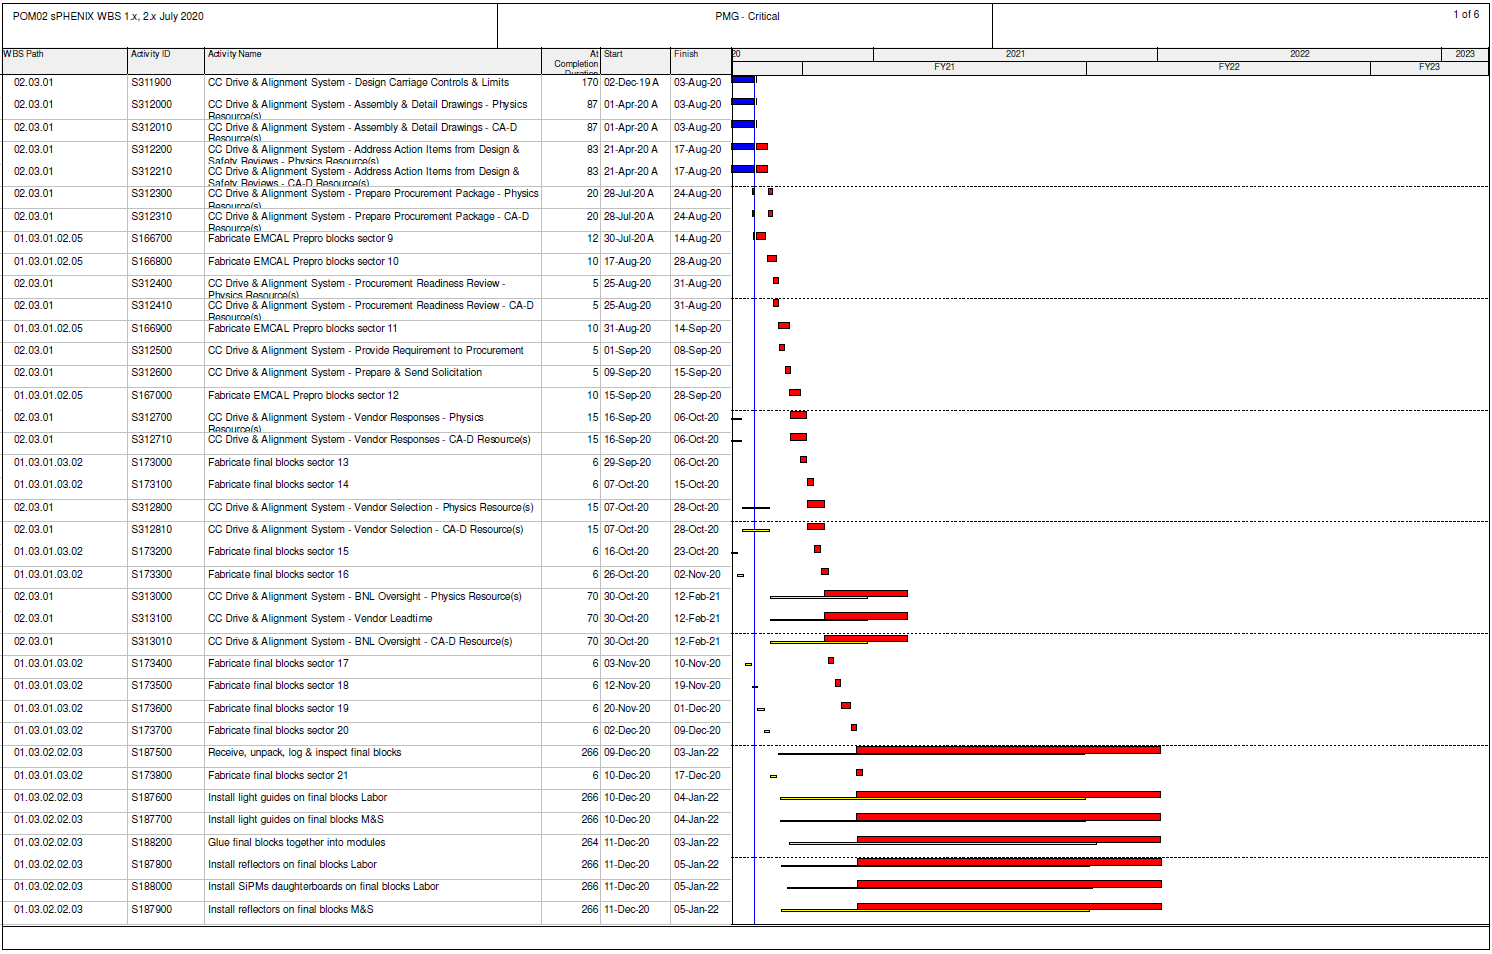 POM02 sPHENIX WBS 1.x, 2.x July 2020 PMG - Critical 1 of 6
WBS Path Activity ID Activity Name At Completion Duration Start Finish 20 2021 2022 2023
FY21 FY22 FY23
02.03.01 S311900 CC Drive & Alignment System - Design Carriage Controls & Limits 170 02-Dec-19 A 03-Aug-20
02.03.01 S312000 CC Drive & Alignment System - Assembly & Detail Drawings - Physics Resource(s) 87 01-Apr-20 A 03-Aug-20
02.03.01 S312010 CC Drive & Alignment System - Assembly & Detail Drawings - CA-D Resource(s) 87 01-Apr-20 A 03-Aug-20
02.03.01 S312200 CC Drive & Alignment System - Address Action Items from Design & Safety Reviews - Physics Resource(s) 83 21-Apr-20 A 17-Aug-20
02.03.01 S312210 CC Drive & Alignment System - Address Action Items from Design & Safety Reviews - CA-D Resource(s) 83 21-Apr-20 A 17-Aug-20
02.03.01 S312300 CC Drive & Alignment System - Prepare Procurement Package - Physics Resource(s) 20 28-Jul-20 A 24-Aug-20
02.03.01 S312310 CC Drive & Alignment System - Prepare Procurement Package - CA-D Resource(s) 20 28-Jul-20 A 24-Aug-20
01.03.01.02.05 S166700 Fabricate EMCAL Prepro blocks sector 9 12 30-Jul-20 A 14-Aug-20
01.03.01.02.05 S166800 Fabricate EMCAL Prepro blocks sector 10 10 17-Aug-20 28-Aug-20
02.03.01 S312400 CC Drive & Alignment System - Procurement Readiness Review - Physics Resource(s) 5 25-Aug-20 31-Aug-20
02.03.01 S312410 CC Drive & Alignment System - Procurement Readiness Review - CA-D Resource(s) 5 25-Aug-20 31-Aug-20
01.03.01.02.05 S166900 Fabricate EMCAL Prepro blocks sector 11 10 31-Aug-20 14-Sep-20
02.03.01 S312500 CC Drive & Alignment System - Provide Requirement to Procurement 5 01-Sep-20 08-Sep-20
02.03.01 S312600 CC Drive & Alignment System - Prepare & Send Solicitation 5 09-Sep-20 15-Sep-20
01.03.01.02.05 S167000 Fabricate EMCAL Prepro blocks sector 12 10 15-Sep-20 28-Sep-20
02.03.01 S312700 CC Drive & Alignment System - Vendor Responses - Physics Resource(s) 15 16-Sep-20 06-Oct-20
02.03.01 S312710 CC Drive & Alignment System - Vendor Responses - CA-D Resource(s) 15 16-Sep-20 06-Oct-20
01.03.01.03.02 S173000 Fabricate final blocks sector 13 6 29-Sep-20 06-Oct-20
01.03.01.03.02 S173100 Fabricate final blocks sector 14 6 07-Oct-20 15-Oct-20
02.03.01 S312800 CC Drive & Alignment System - Vendor Selection - Physics Resource(s) 15 07-Oct-20 28-Oct-20
02.03.01 S312810 CC Drive & Alignment System - Vendor Selection - CA-D Resource(s) 15 07-Oct-20 28-Oct-20
01.03.01.03.02 S173200 Fabricate final blocks sector 15 6 16-Oct-20 23-Oct-20
01.03.01.03.02 S173300 Fabricate final blocks sector 16 6 26-Oct-20 02-Nov-20
02.03.01 S313000 CC Drive & Alignment System - BNL Oversight - Physics Resource(s) 70 30-Oct-20 12-Feb-21
02.03.01 S313100 CC Drive & Alignment System - Vendor Leadtime 70 30-Oct-20 12-Feb-21
02.03.01 S313010 CC Drive & Alignment System - BNL Oversight - CA-D Resource(s) 70 30-Oct-20 12-Feb-21
01.03.01.03.02 S173400 Fabricate final blocks sector 17 6 03-Nov-20 10-Nov-20
01.03.01.03.02 S173500 Fabricate final blocks sector 18 6 12-Nov-20 19-Nov-20
01.03.01.03.02 S173600 Fabricate final blocks sector 19 6 20-Nov-20 01-Dec-20
01.03.01.03.02 S173700 Fabricate final blocks sector 20 6 02-Dec-20 09-Dec-20
01.03.02.02.03 S187500 Receive, unpack, log & inspect final blocks 266 09-Dec-20 03-Jan-22
01.03.01.03.02 S173800 Fabricate final blocks sector 21 6 10-Dec-20 17-Dec-20
01.03.02.02.03 S187600 Install light guides on final blocks Labor 266 10-Dec-20 04-Jan-22
01.03.02.02.03 S187700 Install light guides on final blocks M&S 266 10-Dec-20 04-Jan-22
01.03.02.02.03 S188200 Glue final blocks together into modules 264 11-Dec-20 03-Jan-22
01.03.02.02.03 S187800 Install reflectors on final blocks Labor 266 11-Dec-20 05-Jan-22
01.03.02.02.03 S188000 Install SiPMs daughterboards on final blocks Labor 266 11-Dec-20 05-Jan-22
01.03.02.02.03 S187900 Install reflectors on final blocks M&S 266 11-Dec-20 05-Jan-22